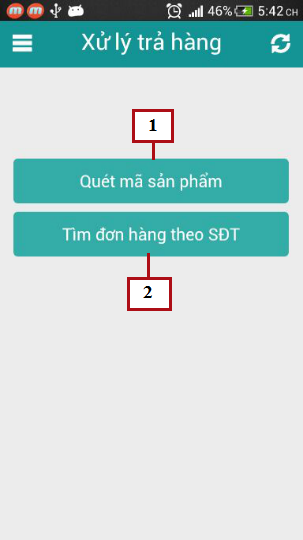 46% 5:42 CH
Xử lý trả hàng
1
Quét mã sản phẩm
Tìm đơn hàng theo SĐT
2